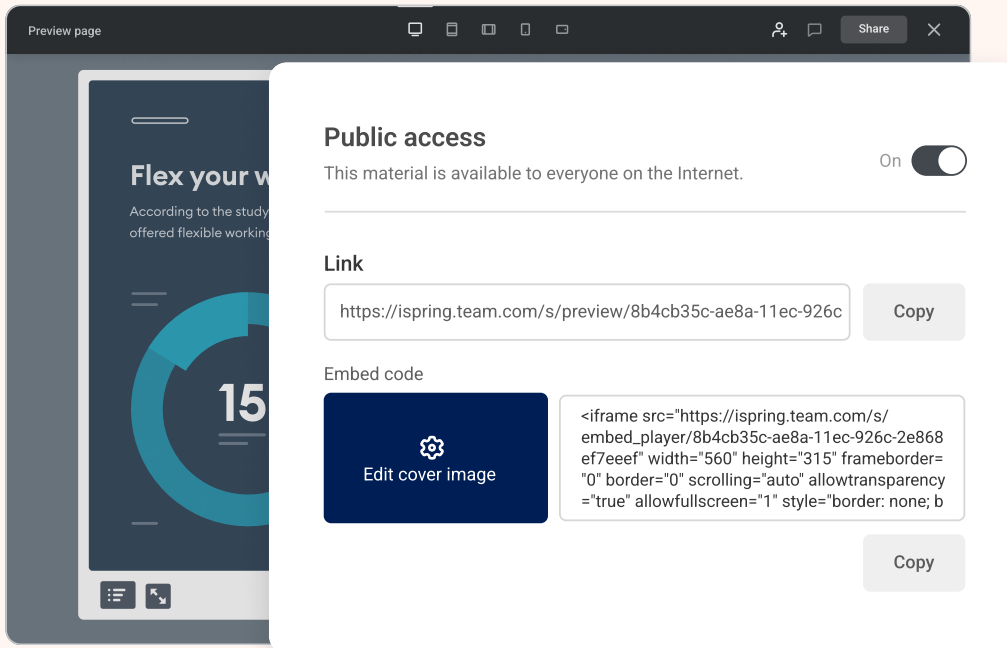 Preview page
Share
Flex your
According to the study
offered flexible working
15
Public access
This material is available to everyone on the Internet.
On
Link
https://ispring.team.com/s/preview/8b4cb35c-ae8a-11ec-926c
Copy
Embed code
Edit cover image
<iframe src="https://ispring.team.com/s/
embed_player/8b4cb35c-ae8a-11ec-926c-2e868
ef7eeef" width="560" height="315" frameborder=
"0" border="0" scrolling="auto" allowtransparency
="true" allowfullscreen="1" style="border: none; b
Copy